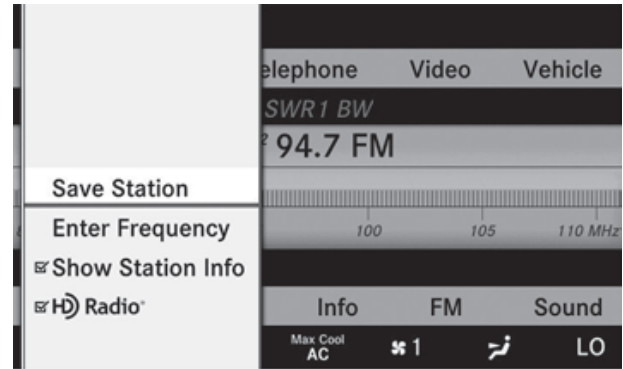 elephone Video Vehicle
SWR1 BW
2 94.7 FM
Save Station
Enter Frequency
100 105 110 MHz
Show Station Info
HD Radio
Info FM Sound
Max Cool
AC 1 LO